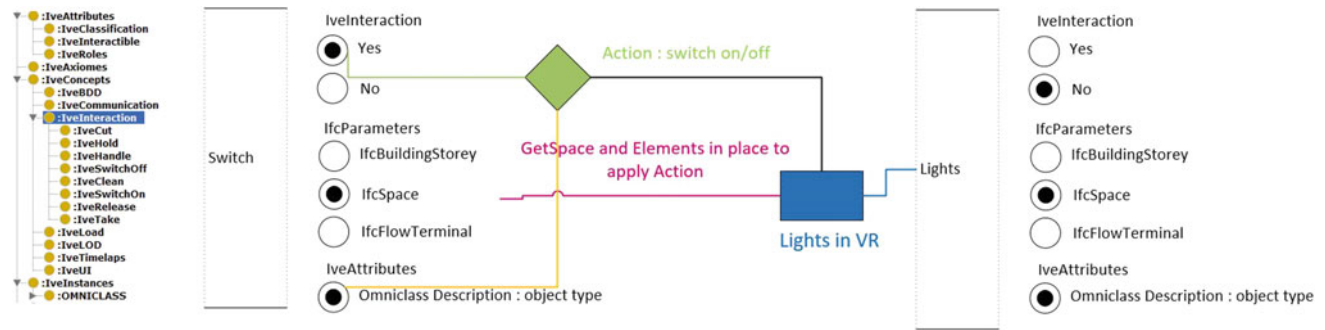 :IveAttributes
:IveClassification
:IveInteractible
:IveRoles
:IveAxiomes
:IveConcepts
:IveBDD
:IveCommunication
:IveInteraction
:IveCut
:IveHold
:IveHandle
:IveSwitchOff
:IveClean
:IveSwitchOn
:IveRelease
:IveTake
:IveLoad
:IveLOD
:IveTimelaps
:IveUI
:IveInstances
:OMNICLASS
Switch
IveInteraction
Yes
No
IfcParameters
IfcBuildingStorey
IfcSpace
IfcFlowTerminal
IveAttributes
Omniclass Description : object type
Action : switch on/off
GetSpace and Elements in place to
apply Action
Lights in VR
Lights
IveInteraction
Yes
No
IfcParameters
IfcBuildingStorey
IfcSpace
IfcFlowTerminal
IveAttributes
Omniclass Description : object type